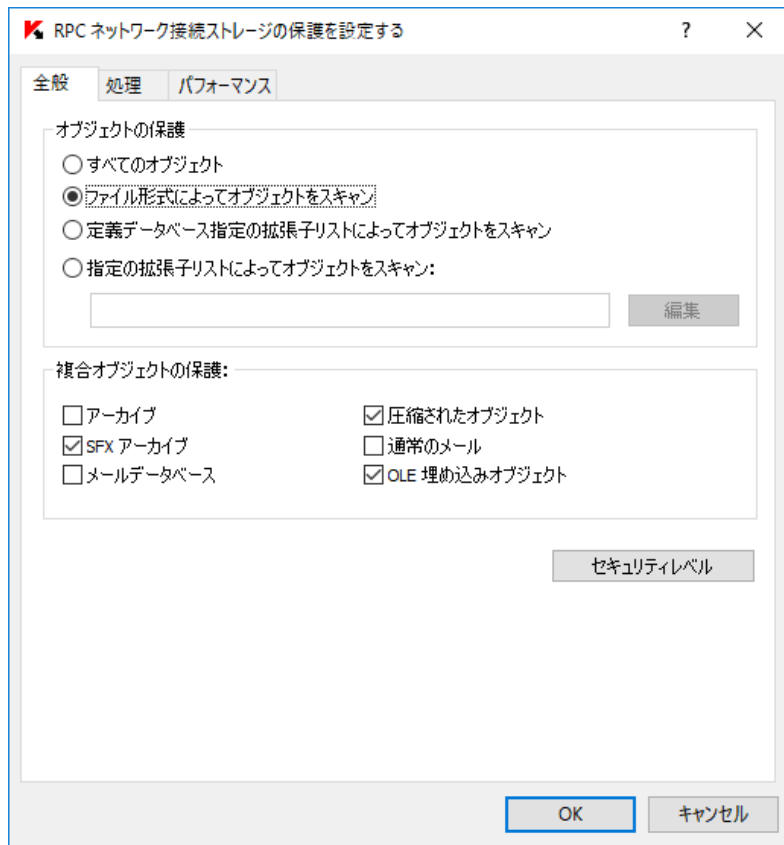 RPC ネットワーク接続ストレージの保護を設定する
?
全般
処理
パフォーマンス
オブジェクトの保護
すべてのオブジェクト
ファイル形式によってオブジェクトをスキャン
定義データベース指定の拡張子リストによってオブジェクトをスキャン
指定の拡張子リストによってオブジェクトをスキャン:
編集
複合オブジェクトの保護:
アーカイブ
圧縮されたオブジェクト
SFX アーカイブ
通常のメール
メールデータベース
OLE 埋め込みオブジェクト
セキュリティレベル
OK
キャンセル